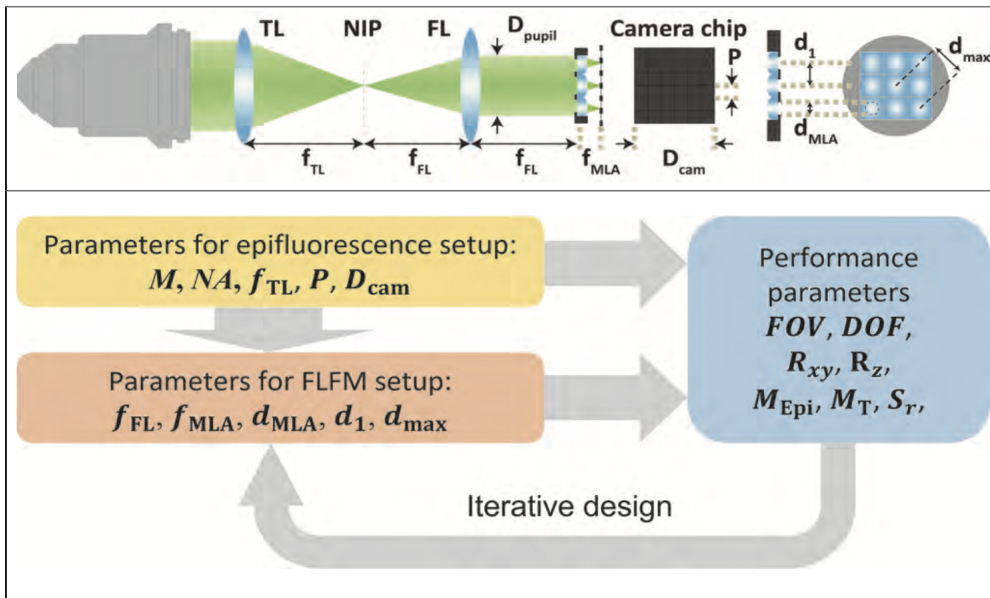 TL NIP FL D_pupil Camera chip d_1 d_max
P
d_MLA
f_TL f_FL f_FL f_MLA D_cam
Parameters for epifluorescence setup:
M, NA, f_TL, P, D_cam
Parameters for FLFM setup:
f_FL, f_MLA, d_MLA, d_1, d_max
Performance
parameters
FOV, DOF,
R_xy, R_z,
M_Epi, M_T, S_r,
Iterative design